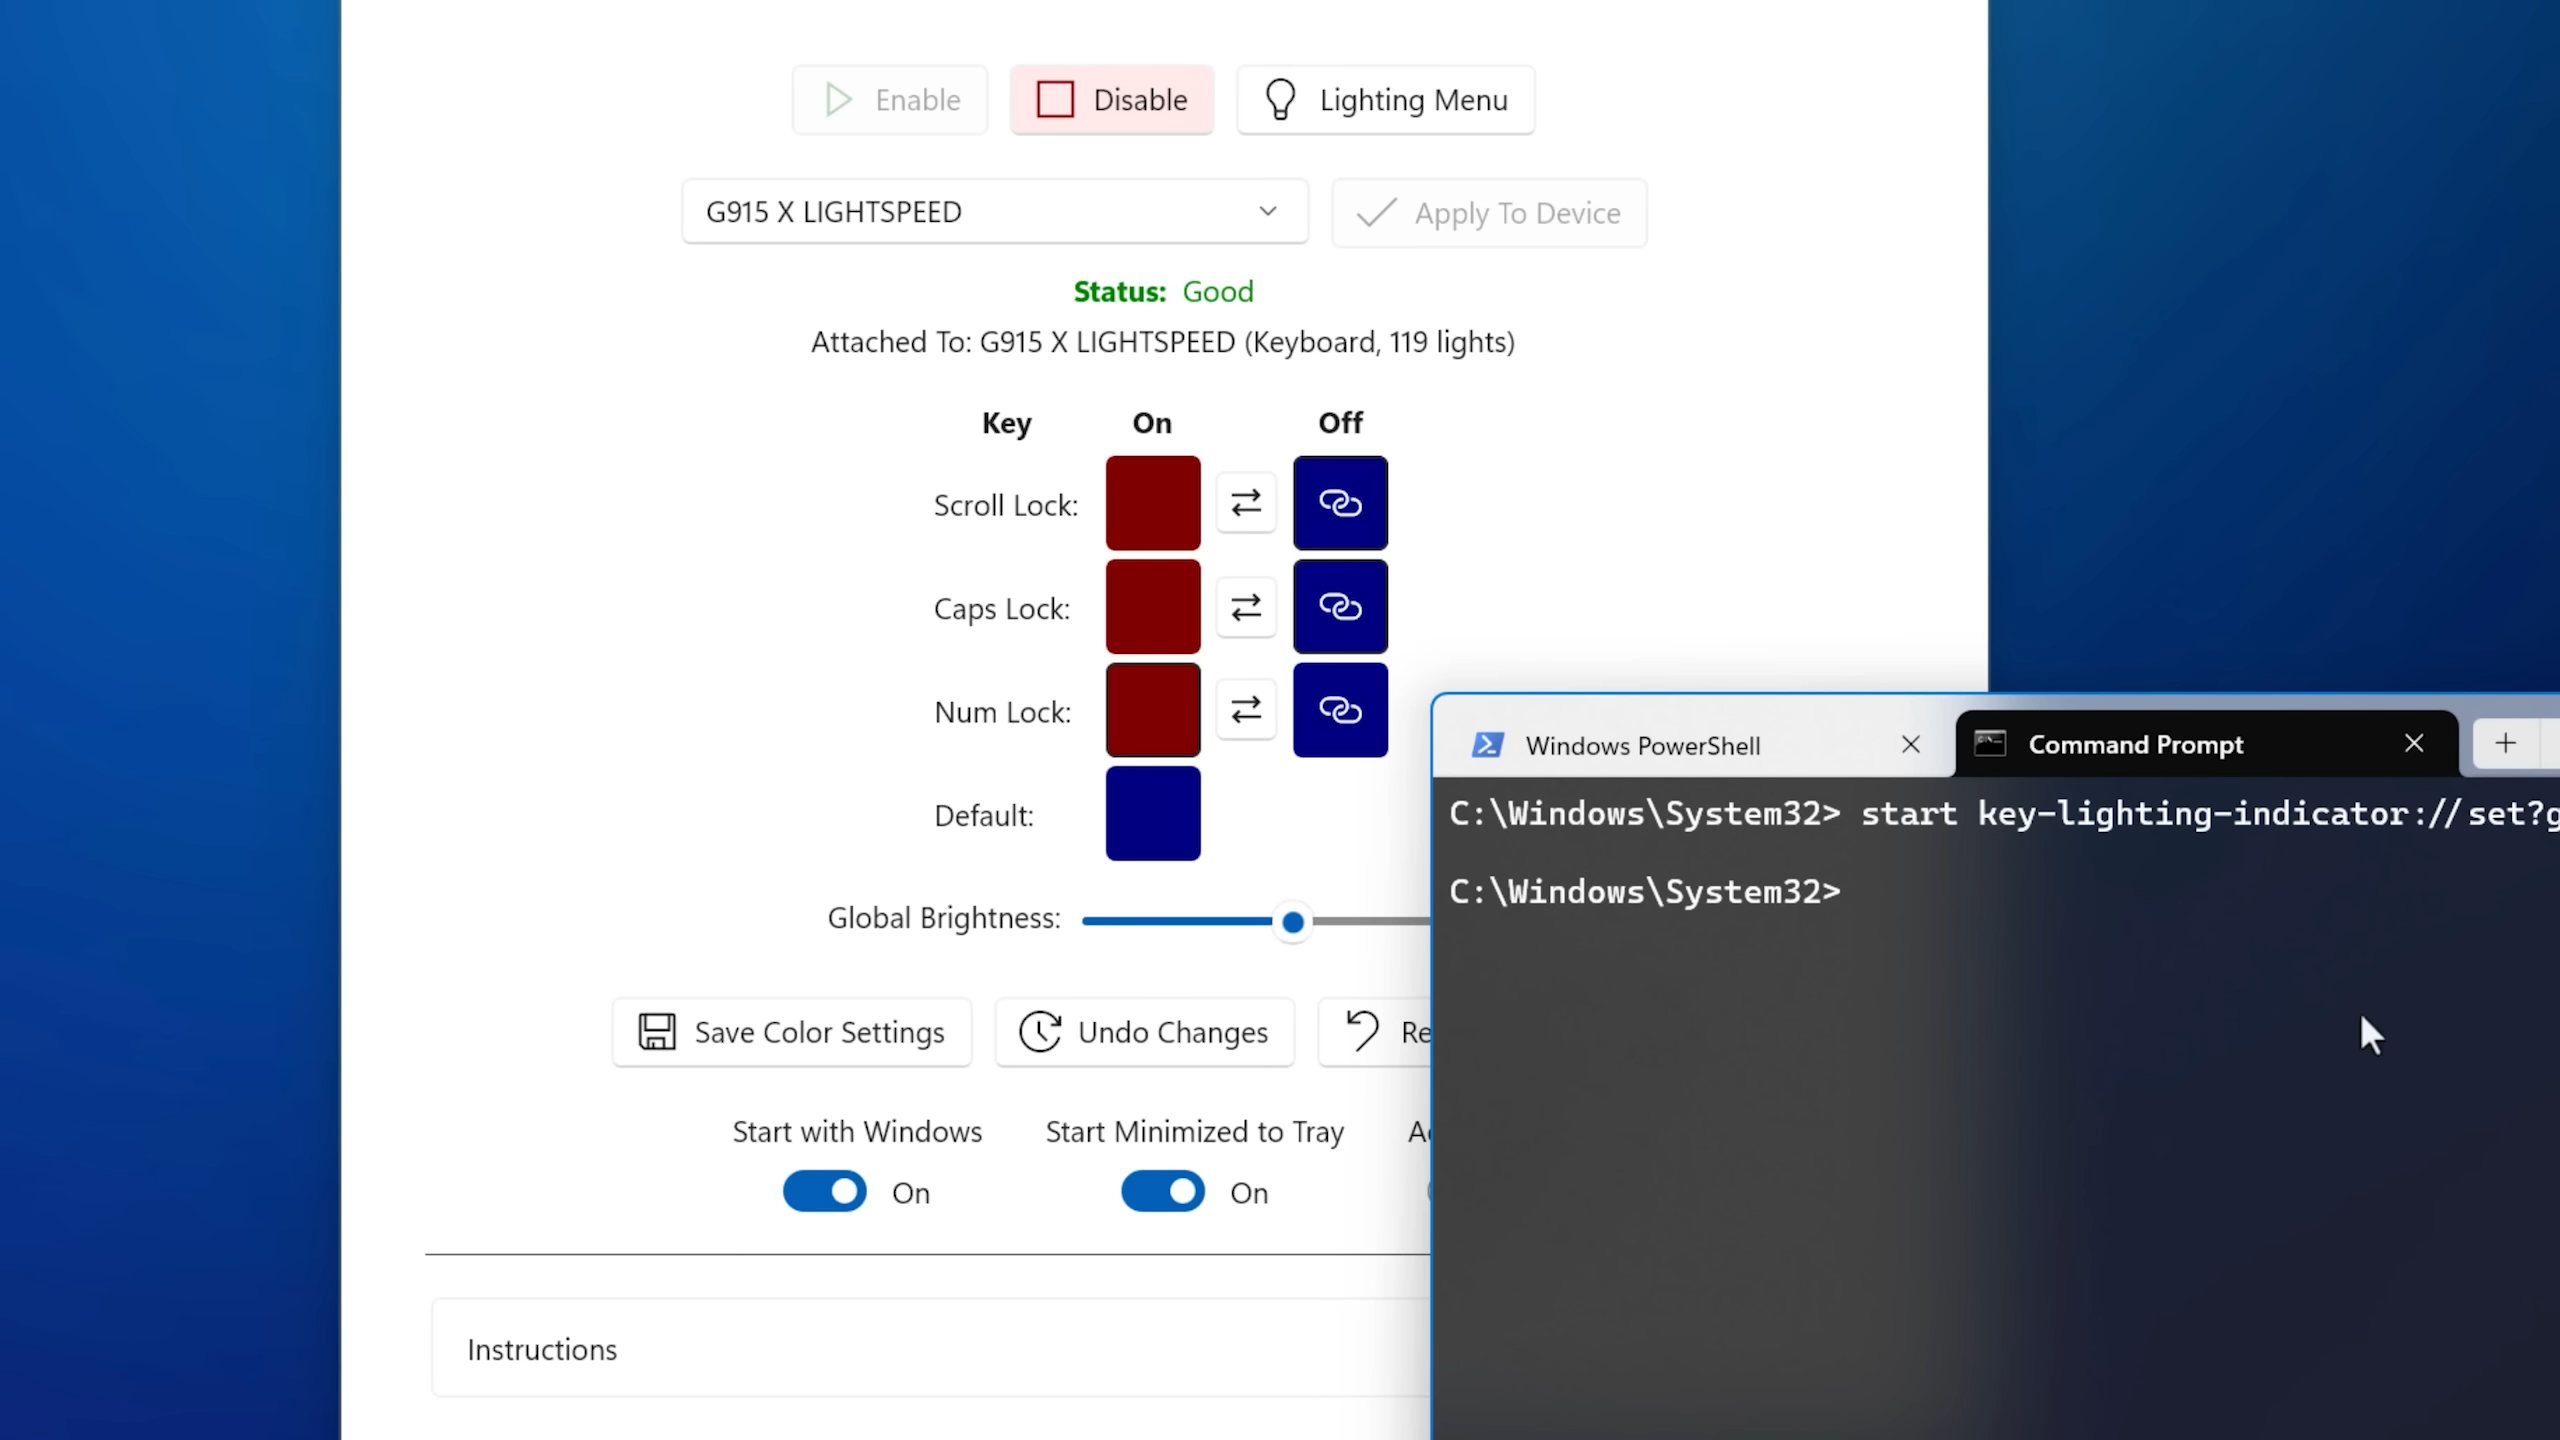 Enable
Disable
Lighting Menu
G915 X LIGHTSPEED
Apply To Device
Status: Good
Attached To: G915 X LIGHTSPEED (Keyboard, 119 lights)
Key On Off
Scroll Lock:
Caps Lock:
Num Lock:
Default:
Global Brightness:
Save Color Settings
Undo Changes
Re
Start with Windows
On
Start Minimized to Tray
On
Instructions
Windows PowerShell
Command Prompt
C:\Windows\System32> start key-lighting-indicator://set?g
C:\Windows\System32>